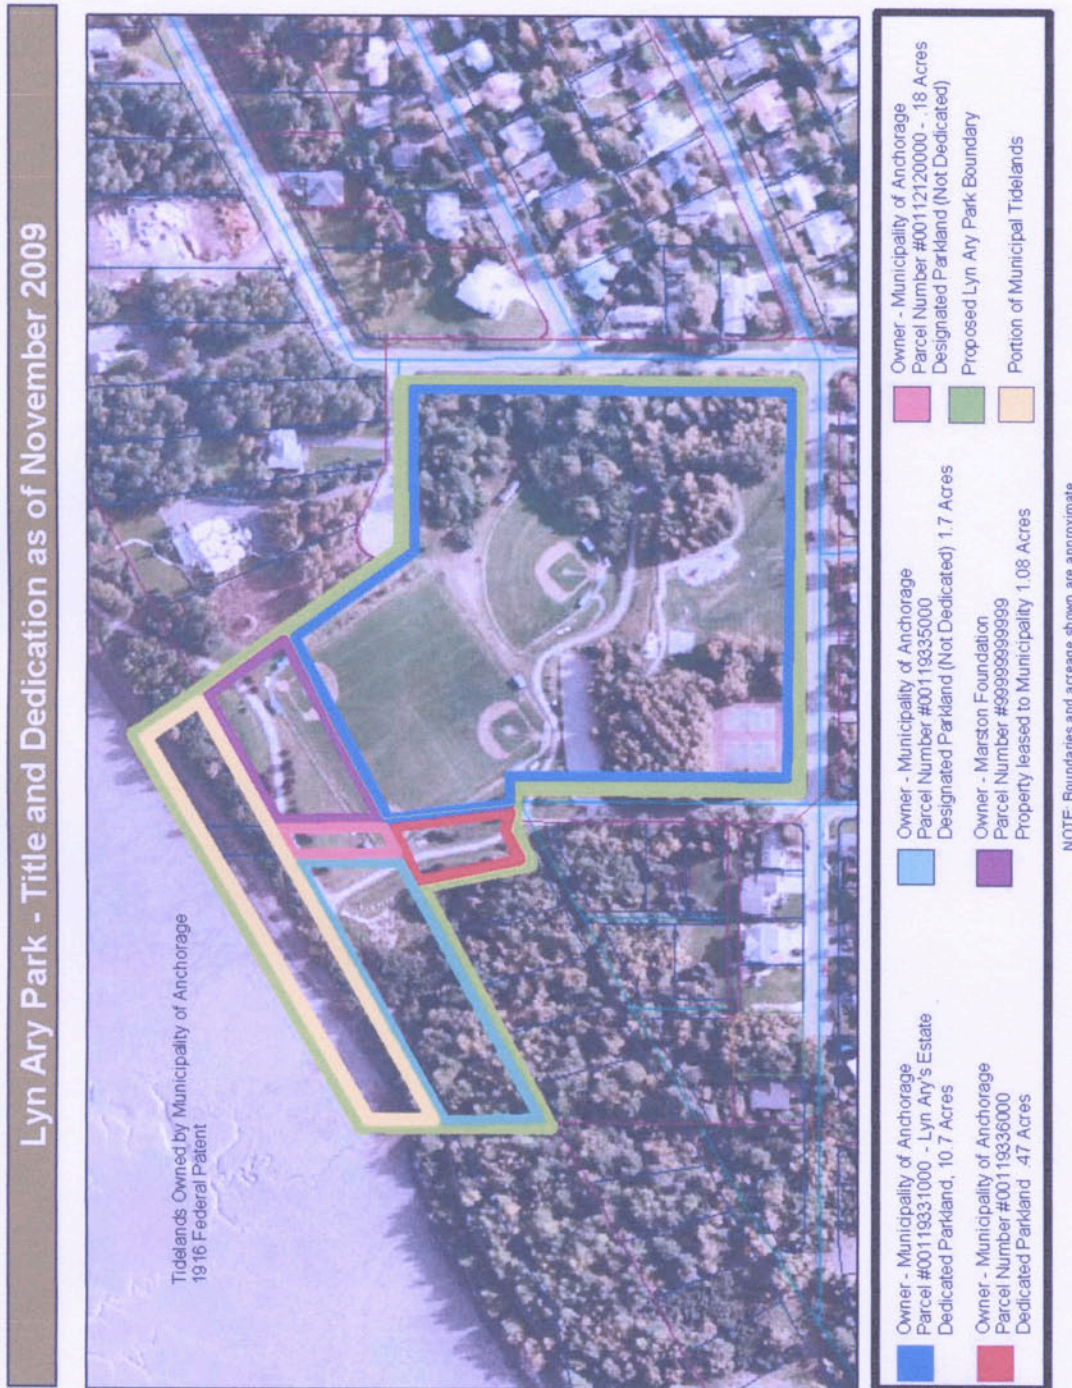 Lyn Ary Park - Title and Dedication as of November 2009
Tidelands Owned by Municipality of Anchorage
1916 Federal Patent
Owner - Municipality of Anchorage
Parcel #00119331000 - Lyn Ary's Estate
Dedicated Parkland, 10.7 Acres
Owner - Municipality of Anchorage
Parcel Number #00119336000
Dedicated Parkland .47 Acres
Owner - Municipality of Anchorage
Parcel Number #00119335000
Designated Parkland (Not Dedicated) 1.7 Acres
Owner - Marston Foundation
Parcel Number #99999999999
Property leased to Municipality 1.08 Acres
Owner - Municipality of Anchorage
Parcel Number #00112120000 - .18 Acres
Designated Parkland (Not Dedicated)
Proposed Lyn Ary Park Boundary
Portion of Municipal Tidelands
NOTE: Boundaries and acreage shown are approximate